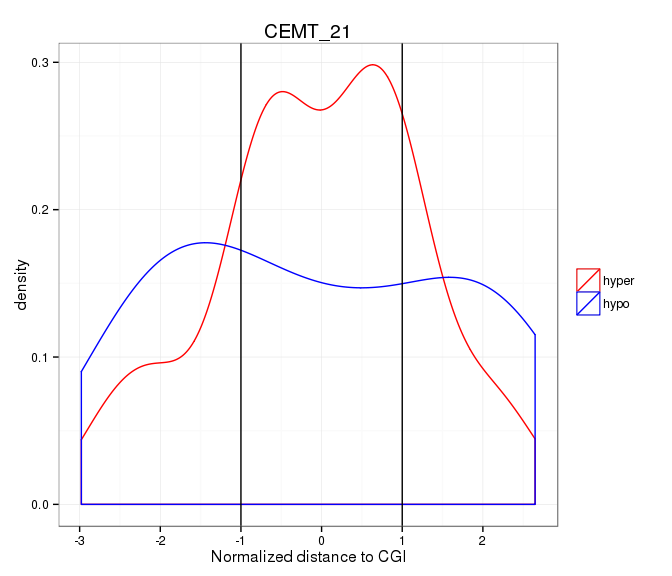 CEMT_21
0.3
0.2
0.1
0.0
density
-3 -2 -1 0 1 2
Normalized distance to CGI
hyper
hypo